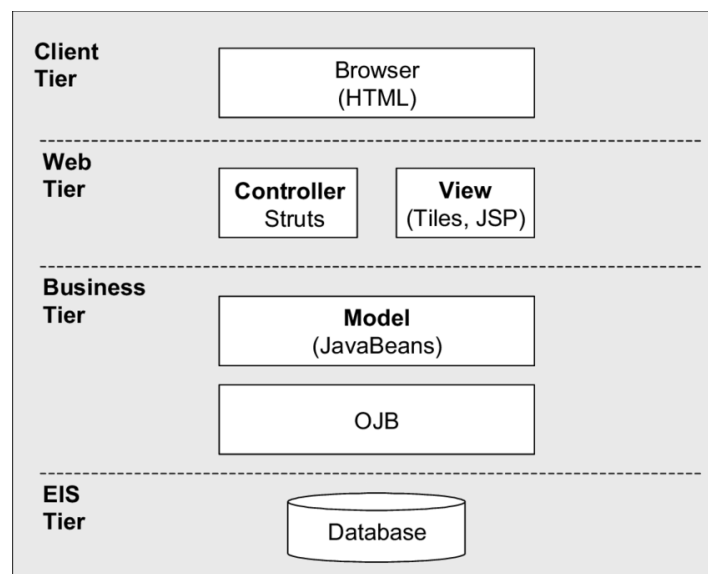 Client
Tier
Browser
(HTML)
Web
Tier
Controller
Struts
View
(Tiles, JSP)
Business
Tier
Model
(JavaBeans)
OJB
EIS
Tier
Database